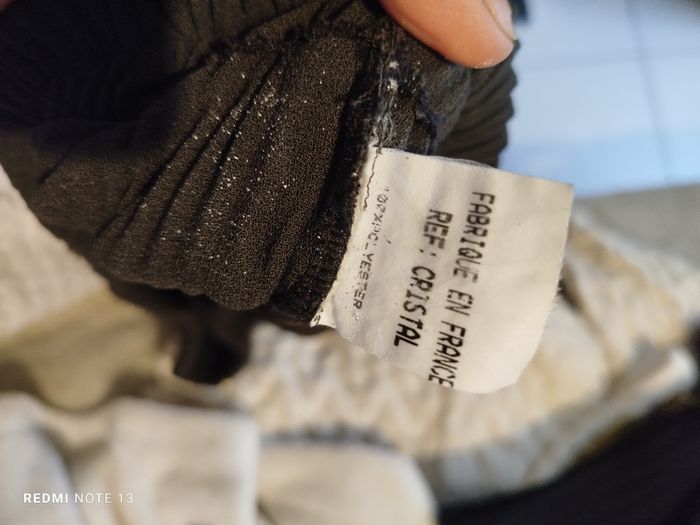 FABRIQUE EN FRANCE
REF: CRISTAL
100%POLYESTER
REDMI NOTE 13